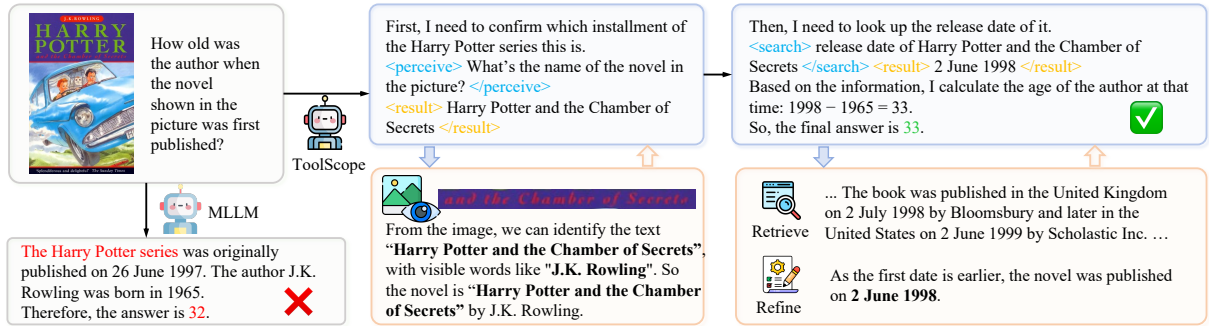 J.K.ROWLING
HARRY
POTTER
How old was
the author when
the novel
shown in the
picture was first
published?
ToolScope
MLLM
The Harry Potter series was originally
published on 26 June 1997. The author J.K.
Rowling was born in 1965.
Therefore, the answer is 32.
First, I need to confirm which installment of
the Harry Potter series this is.
<perceive> What's the name of the novel in
the picture? </perceive>
<result> Harry Potter and the Chamber of
Secrets </result>
and the Chamber of Secrets
From the image, we can identify the text
“Harry Potter and the Chamber of Secrets”,
with visible words like "J.K. Rowling". So
the novel is “Harry Potter and the Chamber
of Secrets” by J.K. Rowling.
Then, I need to look up the release date of it.
<search> release date of Harry Potter and the Chamber of
Secrets </search> <result> 2 June 1998 </result>
Based on the information, I calculate the age of the author at that
time: 1998 − 1965 = 33.
So, the final answer is 33.
Retrieve
... The book was published in the United Kingdom
on 2 July 1998 by Bloomsbury and later in the
United States on 2 June 1999 by Scholastic Inc. …
Refine
As the first date is earlier, the novel was published
on 2 June 1998.